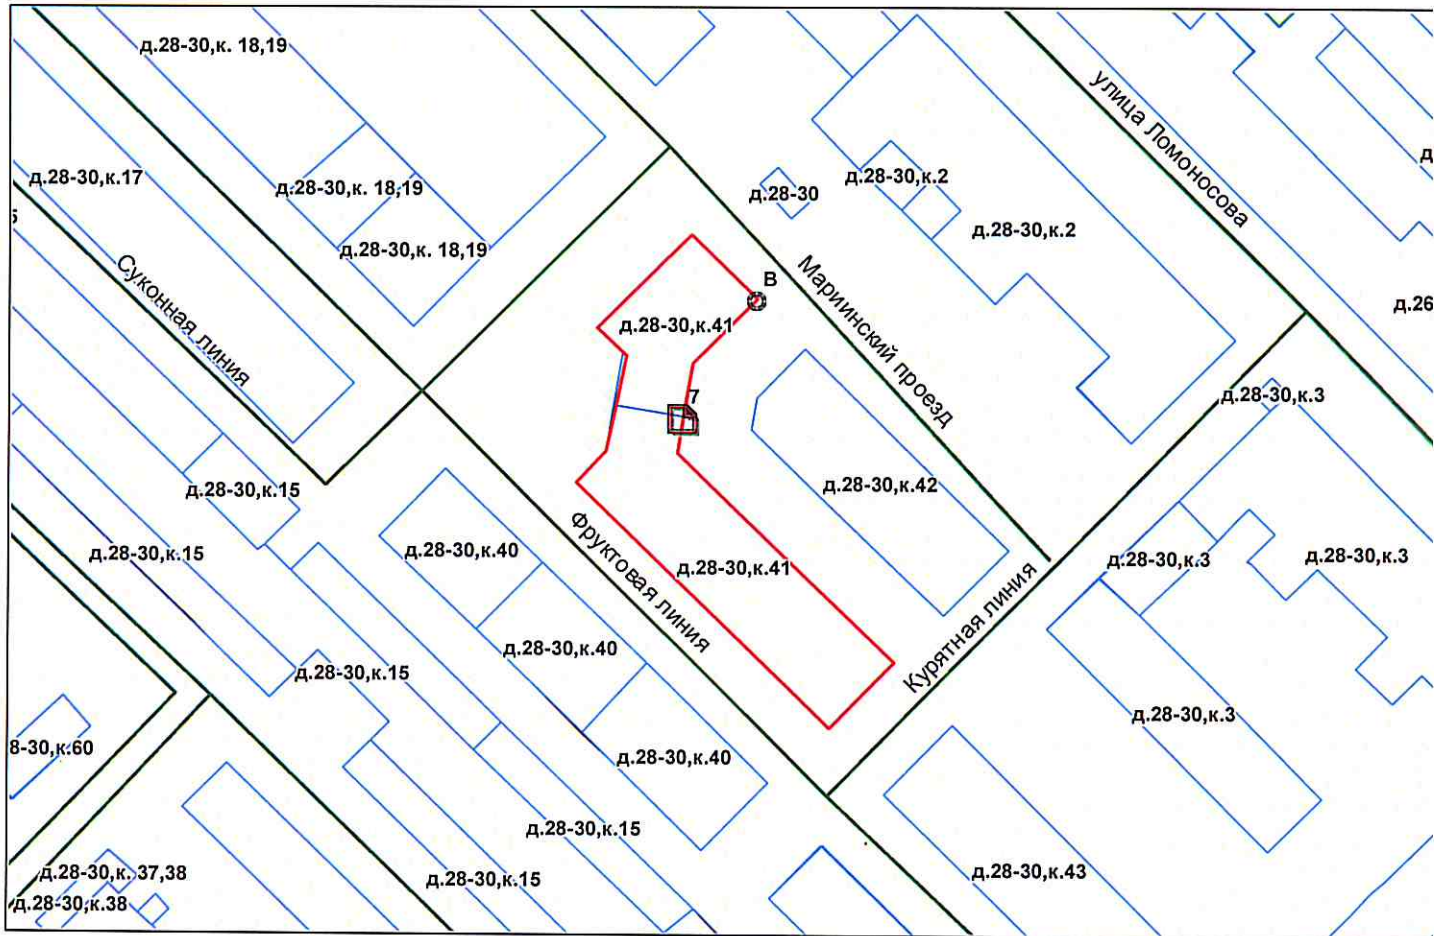 д.28-30,к. 18,19
улица Ломоносова
д.28-30,к.17
д.28-30,к. 18,19
д.28-30
д.28-30,к.2
д.28-30,к.2
д.28-30,к. 18,19
Суконная линия
Мариинский проезд
В
д.26
д.28-30,к.41
7
д.28-30,к.3
д.28-30,к.15
д.28-30,к.42
д.28-30,к.15
д.28-30,к.40
Фруктовая линия
д.28-30,к.41
Курятная линия
д.28-30,к.3
д.28-30,к.3
д.28-30,к.40
д.28-30,к.15
д.28-30,к.3
8-30,к.60
д.28-30,к.40
д.28-30,к.15
д.28-30,к. 37,38
д.28-30,к.15
д.28-30,к.43
д.28-30,к.38